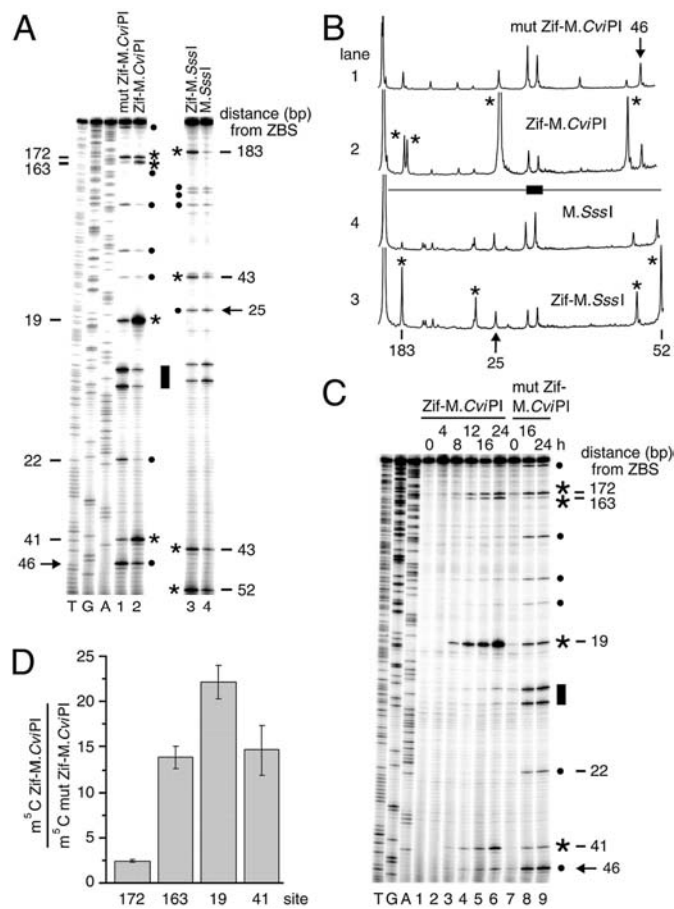 A
mut Zif-M.CviPI
Zif-M.CviPI
Zif-M.SssI
M.SssI
distance (bp)
from ZBS
172
163
* 183
* 43
25
19 *
22
41 *
46
* 43
* 52
T G A 1 2 3 4
B
lane
mut Zif-M.CviPI 46
1
* * * Zif-M.CviPI *
2
M.SssI
4
* * Zif-M.SssI * *
3
183 25 52
C
Zif-M.CviPI
mut Zif-
M.CviPI
4 12 24 16
0 8 16 0 24 h
distance (bp)
from ZBS
* 172
* 163
* 19
22
* 41
46
T G A 1 2 3 4 5 6 7 8 9
D
m5C Zif-M.CviPI
m5C mut Zif-M.CviPI
25
20
15
10
5
2.5
0
172 163 19 41 site